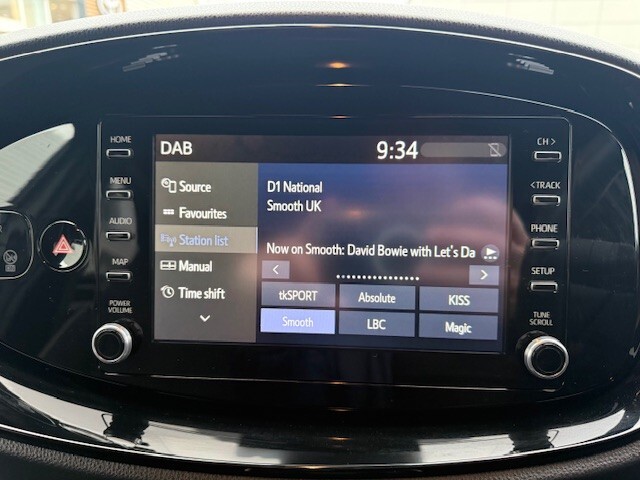 DAB
9:34
HOME
MENU
AUDIO
MAP
POWER
VOLUME
Source
Favourites
Station list
Manual
Time shift
D1 National
Smooth UK
Now on Smooth: David Bowie with Let's Da
tkSPORT
Absolute
KISS
Smooth
LBC
Magic
CH >
< TRACK
PHONE
SETUP
TUNE
SCROLL